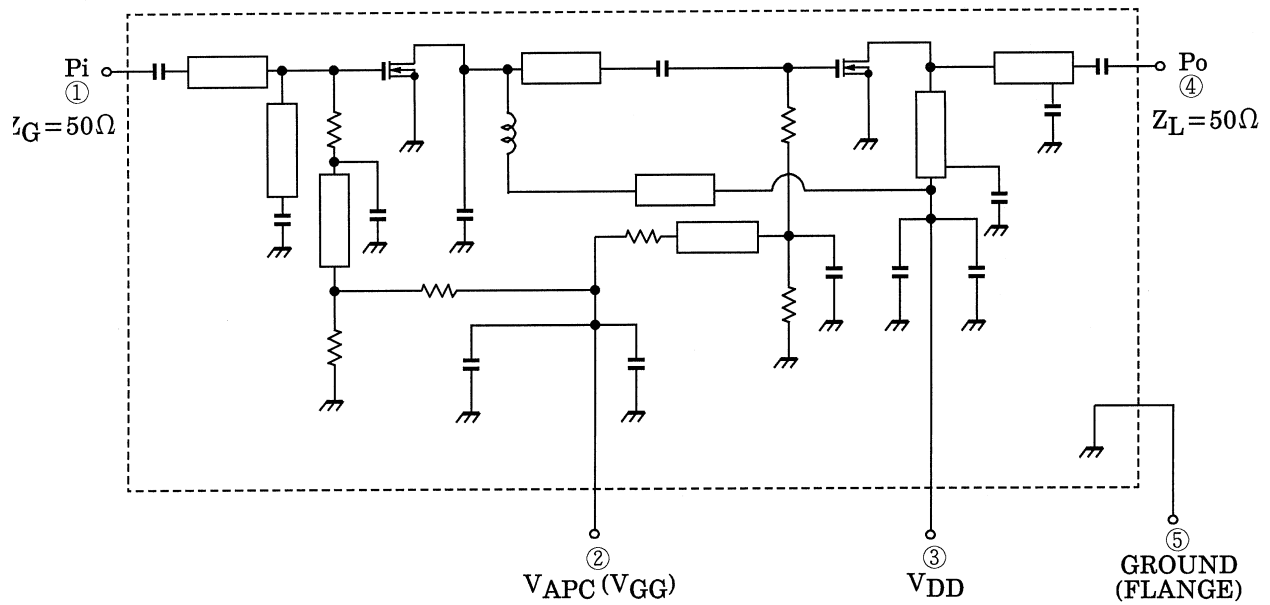 Pi
①
ZG=50Ω
Po
④
ZL=50Ω
②
VAPC(VGG)
③
VDD
⑤
GROUND
(FLANGE)